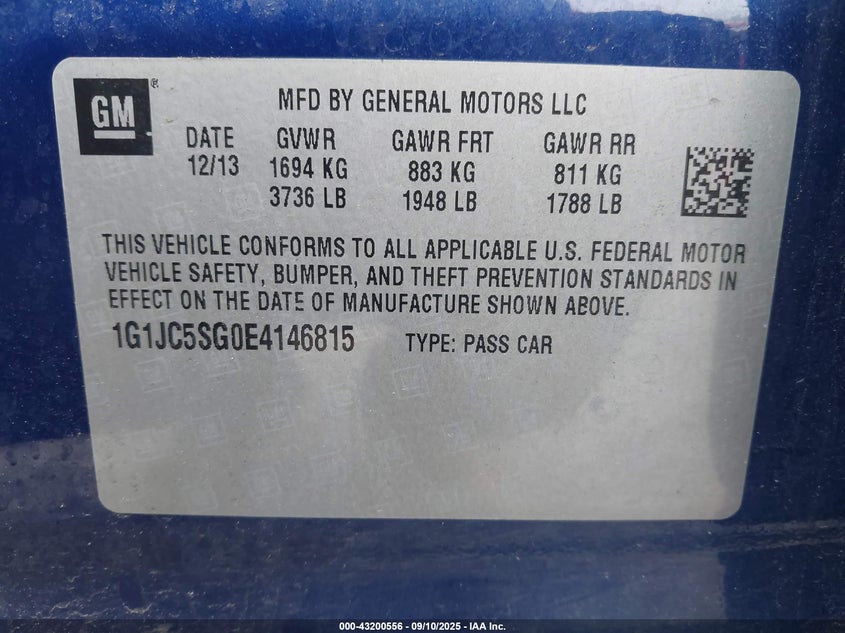 GM ®
MFD BY GENERAL MOTORS LLC
DATE GVWR GAWR FRT GAWR RR
12/13 1694 KG 883 KG 811 KG
3736 LB 1948 LB 1788 LB
THIS VEHICLE CONFORMS TO ALL APPLICABLE U.S. FEDERAL MOTOR
VEHICLE SAFETY, BUMPER, AND THEFT PREVENTION STANDARDS IN
EFFECT ON THE DATE OF MANUFACTURE SHOWN ABOVE.
1G1JC5SG0E4146815 TYPE: PASS CAR
000-43200556 - 09/10/2025 - IAA Inc.